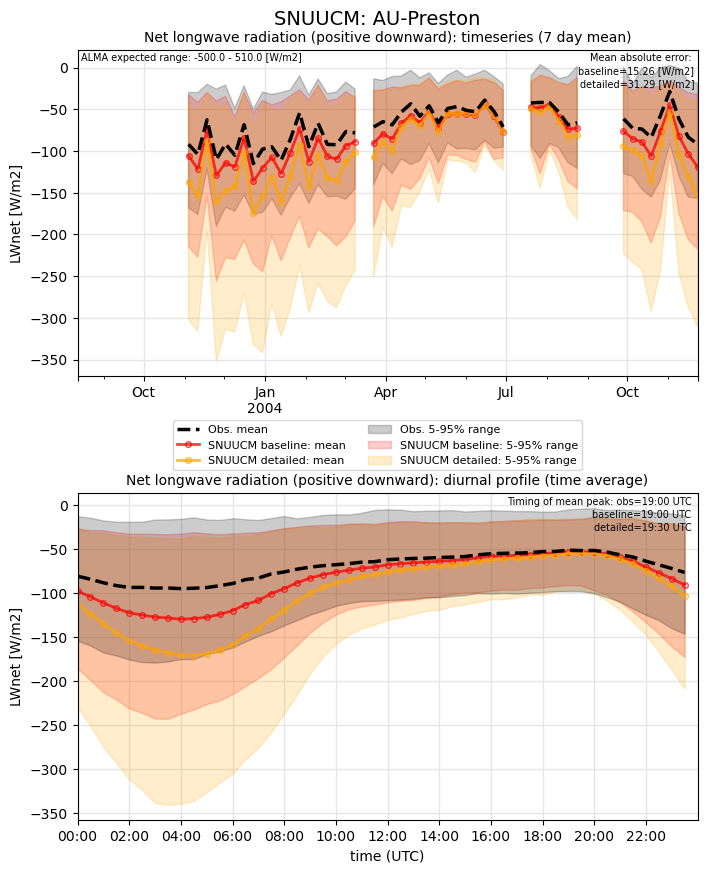 SNUUCM: AU-Preston
Net longwave radiation (positive downward): timeseries (7 day mean)
ALMA expected range: -500.0 - 510.0 [W/m2]
Mean absolute error:
baseline=15.26 [W/m2]
detailed=31.29 [W/m2]
0
−50
−100
−150
−200
−250
−300
−350
LWnet [W/m2]
Oct
Jan
2004
Apr
Jul
Oct
Obs. mean
SNUUCM baseline: mean
SNUUCM detailed: mean
Obs. 5-95% range
SNUUCM baseline: 5-95% range
SNUUCM detailed: 5-95% range
Net longwave radiation (positive downward): diurnal profile (time average)
Timing of mean peak: obs=19:00 UTC
baseline=19:00 UTC
detailed=19:30 UTC
0
−50
−100
−150
−200
−250
−300
−350
LWnet [W/m2]
00:00
02:00
04:00
06:00
08:00
10:00
12:00
14:00
16:00
18:00
20:00
22:00
time (UTC)